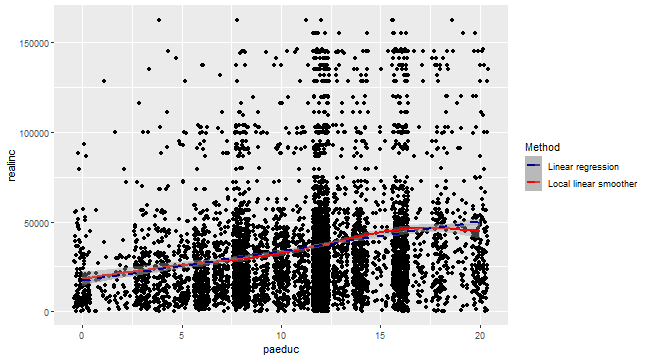 150000
100000
50000
0
realinc
0
5
10
15
20
paeduc
Method
Linear regression
Local linear smoother